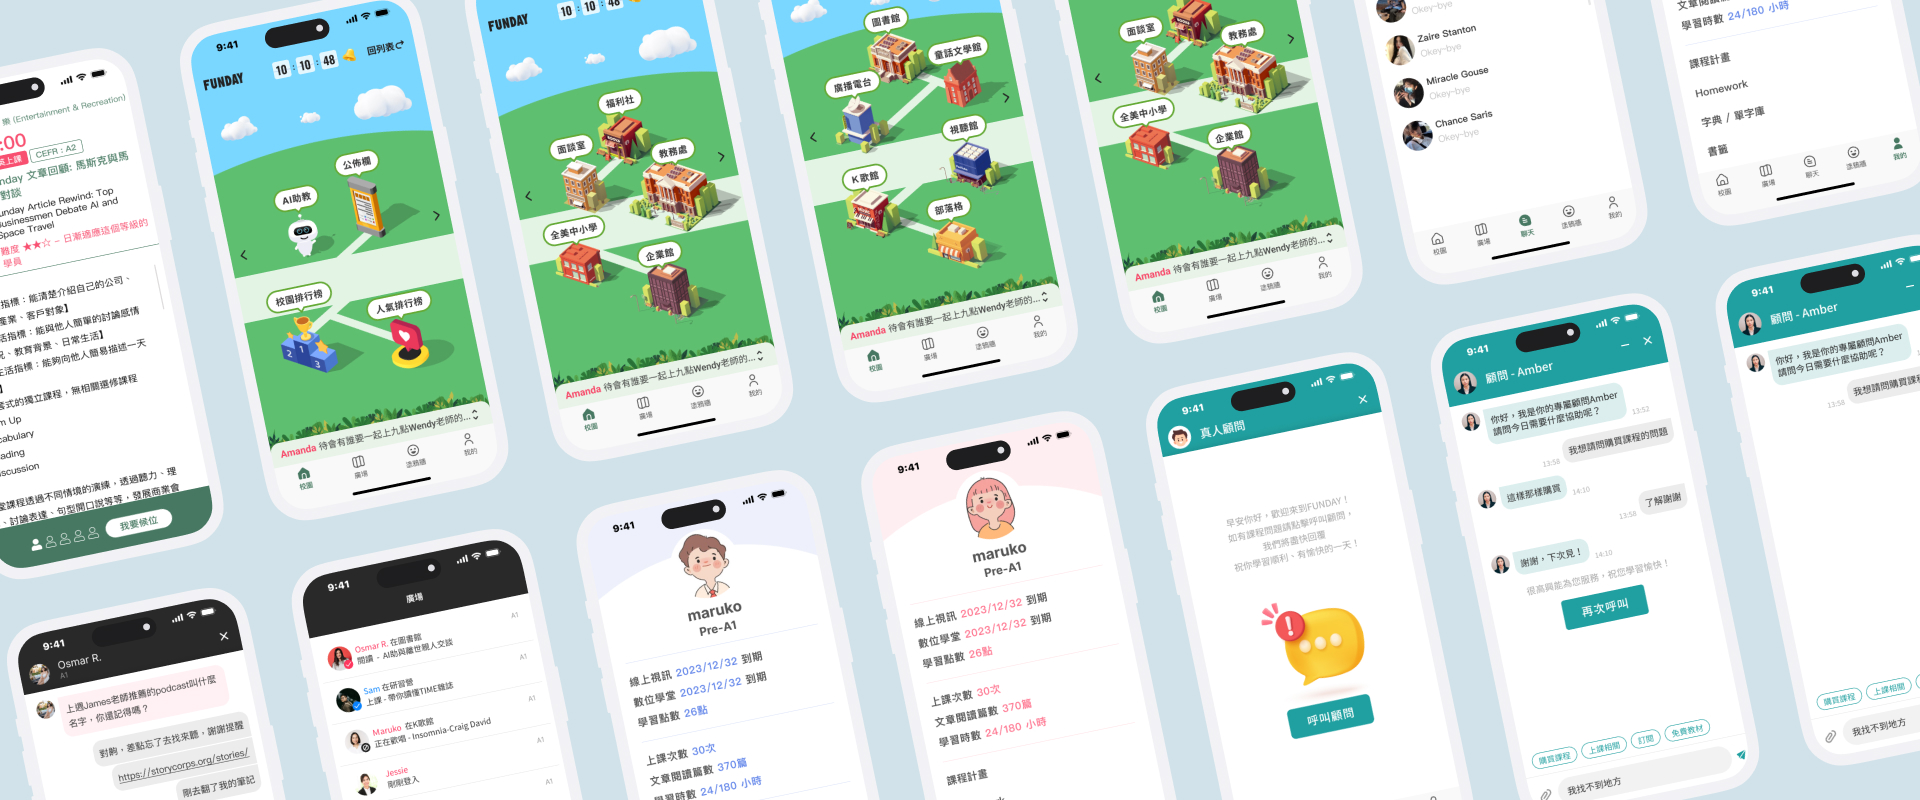 樂 (Entertainment & Recreation)
:00
上課
CEFR : A2
nday 文章回顧: 馬斯克與馬
對談
unday Article Rewind: Top
Businessmen Debate AI and
Space Travel
難度 ★★☆ – 日漸適應這個等級的
學員
指標：能清楚介紹自己的公司、
產業、客戶對象】
活指標：能與他人簡單的討論感情
況、教育背景、日常生活】
生活指標：能夠向他人簡易描述一天
】
套式的獨立課程，無相關選修課程
m Up
cabulary
ading
scussion
堂課程透過不同情境的演練，透過聽力、理
、討論表達、句型開口說等等，發展商業會
我要候位
9:41
FUNDAY
10 : 10 : 48
回列表
公佈欄
AI助教
校園排行榜
人氣排行榜
Amanda 待會有誰要一起上九點Wendy老師的...
校園
廣場
塗鴉牆
我的
FUNDAY
10 : 10 : 48
福利社
面談室
教務處
全美中小學
企業館
Amanda 待會有誰要一起上九點Wendy老師的...
校園
廣場
塗鴉牆
我的
圖書館
童話文學館
廣播電台
視聽館
K歌館
部落格
Amanda 待會有誰要一起上九點Wendy老師的...
校園
廣場
塗鴉牆
我的
面談室
教務處
全美中小學
企業館
Amanda 待會有誰要一起上九點Wendy老師的...
校園
廣場
塗鴉牆
我的
Okey~bye
Zaire Stanton
Okey~bye
Miracle Gouse
Okey~bye
Chance Saris
Okey~bye
校園
廣場
聊天
塗鴉牆
我的
文章閱讀篇數
學習時數 24/180 小時
課程計畫
Homework
字典 / 單字庫
書籤
校園
廣場
聊天
塗鴉牆
我的
9:41
Osmar R.
A1
上週James老師推薦的podcast叫什麼
名字，你還記得嗎？
對齁，差點忘了去找來聽，謝謝提醒
https://storycorps.org/stories/
剛去翻了我的筆記
9:41
廣場
Osmar R. 在圖書館
閱讀 - AI助與離世親人交談
A1
Sam 在研習營
上課 - 帶你讀懂TIME雜誌
A1
Maruko 在K歌館
正在歡唱 - Insomnia-Craig David
A1
Jessie
剛剛登入
A1
A1
9:41
maruko
Pre-A1
線上視訊 2023/12/32 到期
數位學堂 2023/12/32 到期
學習點數 26點
上課次數 30次
文章閱讀篇數 370篇
學習時數 24/180 小時
9:41
maruko
Pre-A1
線上視訊 2023/12/32 到期
數位學堂 2023/12/32 到期
學習點數 26點
上課次數 30次
文章閱讀篇數 370篇
學習時數 24/180 小時
課程計畫
9:41
真人顧問
早安你好，歡迎來到FUNDAY！
如有課程問題請點擊呼叫顧問，
我們將盡快回覆
祝你學習順利、有愉快的一天！
呼叫顧問
9:41
顧問 - Amber
你好，我是你的專屬顧問Amber
請問今日需要什麼協助呢？
13:52
我想請問購買課程的問題
13:58
這樣那樣購買
14:10
了解謝謝
13:58
謝謝，下次見！
14:10
很高興能為您服務，祝您學習愉快！
再次呼叫
購買課程
上課相關
訂閱
免費教材
我找不到地方
9:41
顧問 - Amber
你好，我是你的專屬顧問Amber
請問今日需要什麼協助呢？
我想請問購買課程
13:58
購買課程
上課相關
我找不到地方